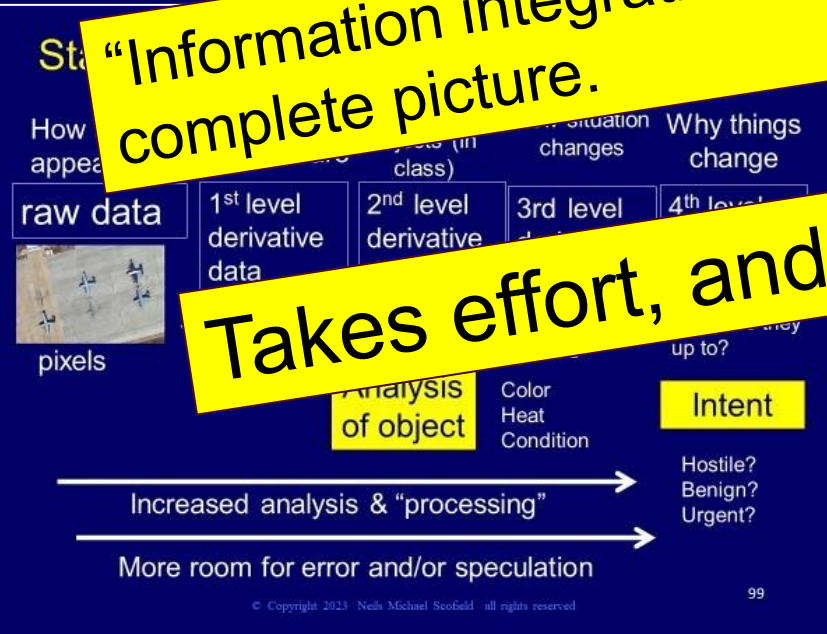 “Information
complete picture.
How
appea
situation
changes
Why things
change
(in
class)
raw data
1st level
derivative
data
2nd level
derivative
3rd level
4th
pixels
Takes effort, and
up to?
Analysis
of object
Color
Heat
Condition
Intent
Hostile?
Benign?
Urgent?
Increased analysis & “processing”
More room for error and/or speculation
© Copyright 2023 Neils Michael Scofield all rights reserved
99